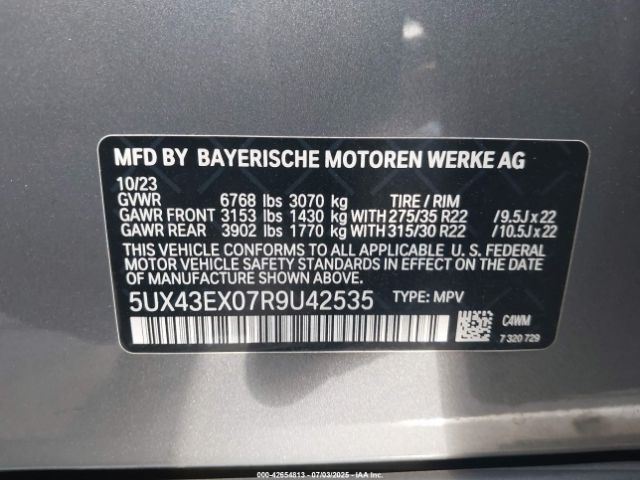 MFD BY BAYERISCHE MOTOREN WERKE AG
10/23
GVWR 6768 lbs 3070 kg TIRE / RIM
GAWR FRONT 3153 lbs 1430 kg WITH 275/35 R22 / 9.5J x 22
GAWR REAR 3902 lbs 1770 kg WITH 315/30 R22 / 10.5J x 22
THIS VEHICLE CONFORMS TO ALL APPLICABLE U. S. FEDERAL
MOTOR VEHICLE SAFETY STANDARDS IN EFFECT ON THE
DATE OF MANUFACTURE SHOWN ABOVE.
5UX43EX07R9U42535 TYPE: MPV
C4WM
7 320 729
000-42654813 - 07/03/2025 - IAA Inc.